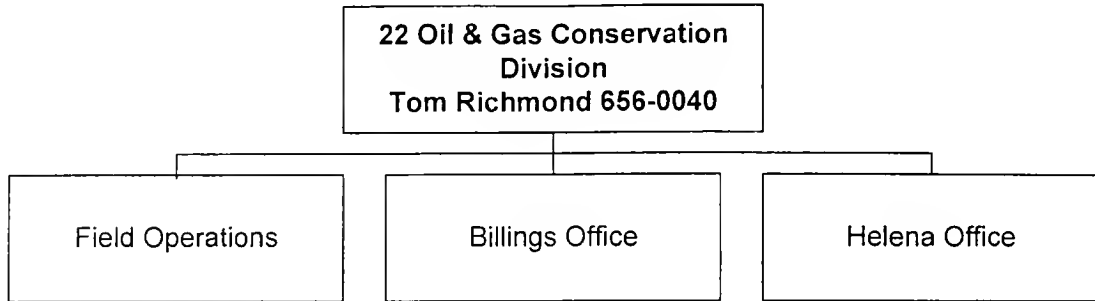 22 Oil & Gas Conservation
Division
Tom Richmond 656-0040
Field Operations
Billings Office
Helena Office